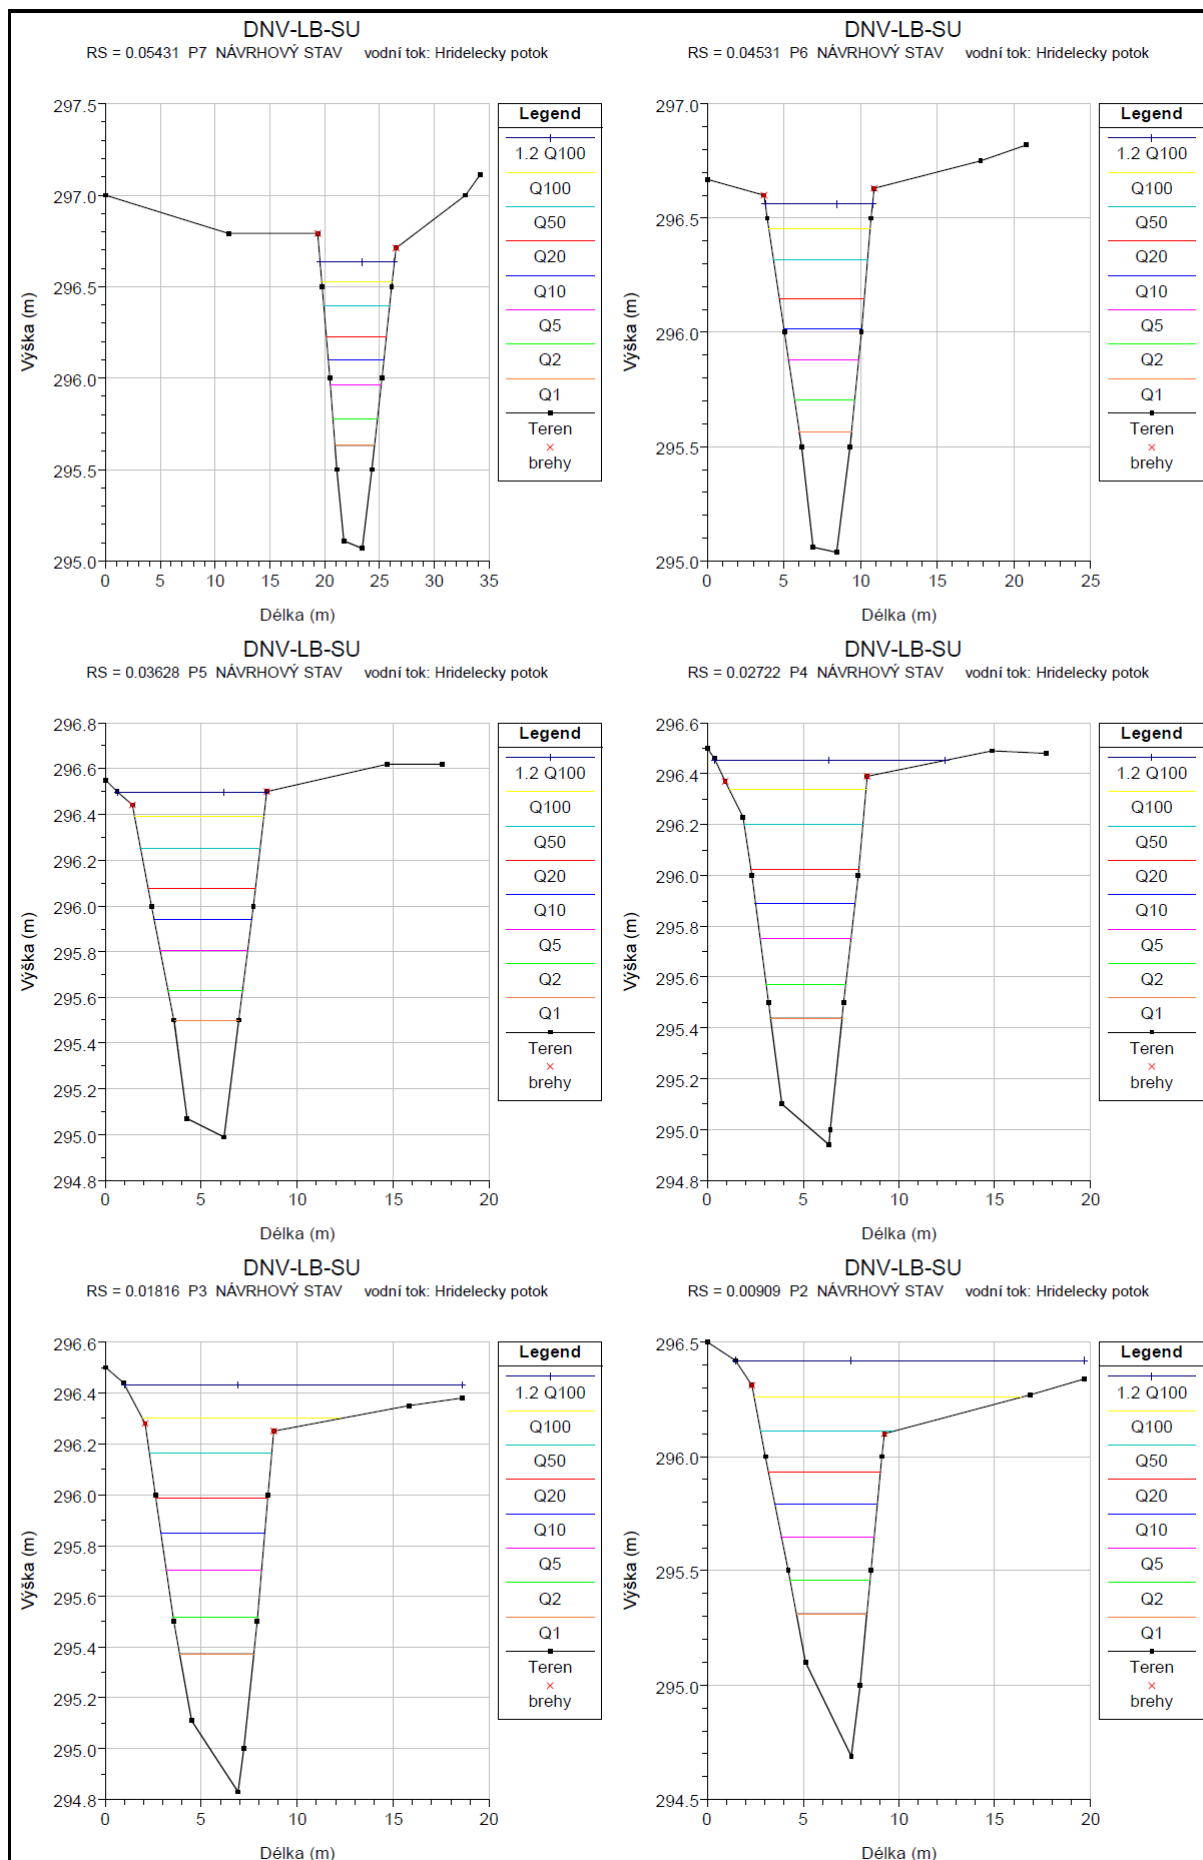 DNV-LB-SU
RS = 0.05431 P7 NÁVRHOVÝ STAV vodní tok: Hridelecky potok
297.5
297.0
296.5
296.0
295.5
295.0
0 5 10 15 20 25 30 35
Výška (m)
Délka (m)
Legend
1.2 Q100
Q100
Q50
Q20
Q10
Q5
Q2
Q1
Teren
brehy
DNV-LB-SU
RS = 0.04531 P6 NÁVRHOVÝ STAV vodní tok: Hridelecky potok
297.0
296.5
296.0
295.5
295.0
0 5 10 15 20 25
Výška (m)
Délka (m)
Legend
1.2 Q100
Q100
Q50
Q20
Q10
Q5
Q2
Q1
Teren
brehy
DNV-LB-SU
RS = 0.03628 P5 NÁVRHOVÝ STAV vodní tok: Hridelecky potok
296.8
296.6
296.4
296.2
296.0
295.8
295.6
295.4
295.2
295.0
294.8
0 5 10 15 20
Výška (m)
Délka (m)
Legend
1.2 Q100
Q100
Q50
Q20
Q10
Q5
Q2
Q1
Teren
brehy
DNV-LB-SU
RS = 0.02722 P4 NÁVRHOVÝ STAV vodní tok: Hridelecky potok
296.6
296.4
296.2
296.0
295.8
295.6
295.4
295.2
295.0
294.8
0 5 10 15 20
Výška (m)
Délka (m)
Legend
1.2 Q100
Q100
Q50
Q20
Q10
Q5
Q2
Q1
Teren
brehy
DNV-LB-SU
RS = 0.01816 P3 NÁVRHOVÝ STAV vodní tok: Hridelecky potok
296.6
296.4
296.2
296.0
295.8
295.6
295.4
295.2
295.0
294.8
0 5 10 15 20
Výška (m)
Délka (m)
Legend
1.2 Q100
Q100
Q50
Q20
Q10
Q5
Q2
Q1
Teren
brehy
DNV-LB-SU
RS = 0.00909 P2 NÁVRHOVÝ STAV vodní tok: Hridelecky potok
296.5
296.0
295.5
295.0
294.5
0 5 10 15 20
Výška (m)
Délka (m)
Legend
1.2 Q100
Q100
Q50
Q20
Q10
Q5
Q2
Q1
Teren
brehy